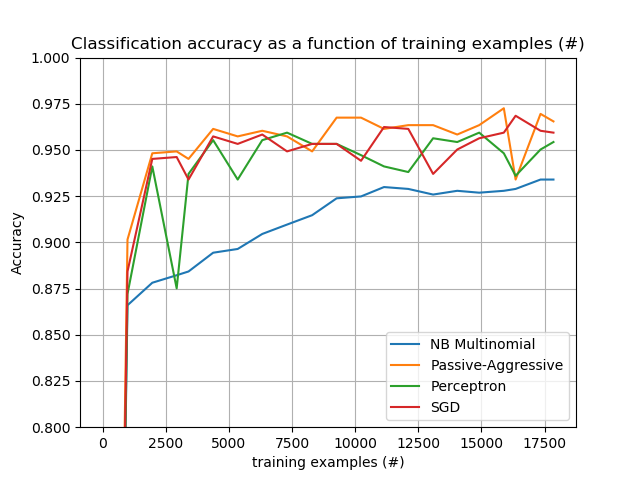 Classification accuracy as a function of training examples (#)
1.000
0.975
0.950
0.925
0.900
0.875
0.850
0.825
0.800
Accuracy
NB Multinomial
Passive-Aggressive
Perceptron
SGD
0 2500 5000 7500 10000 12500 15000 17500
training examples (#)